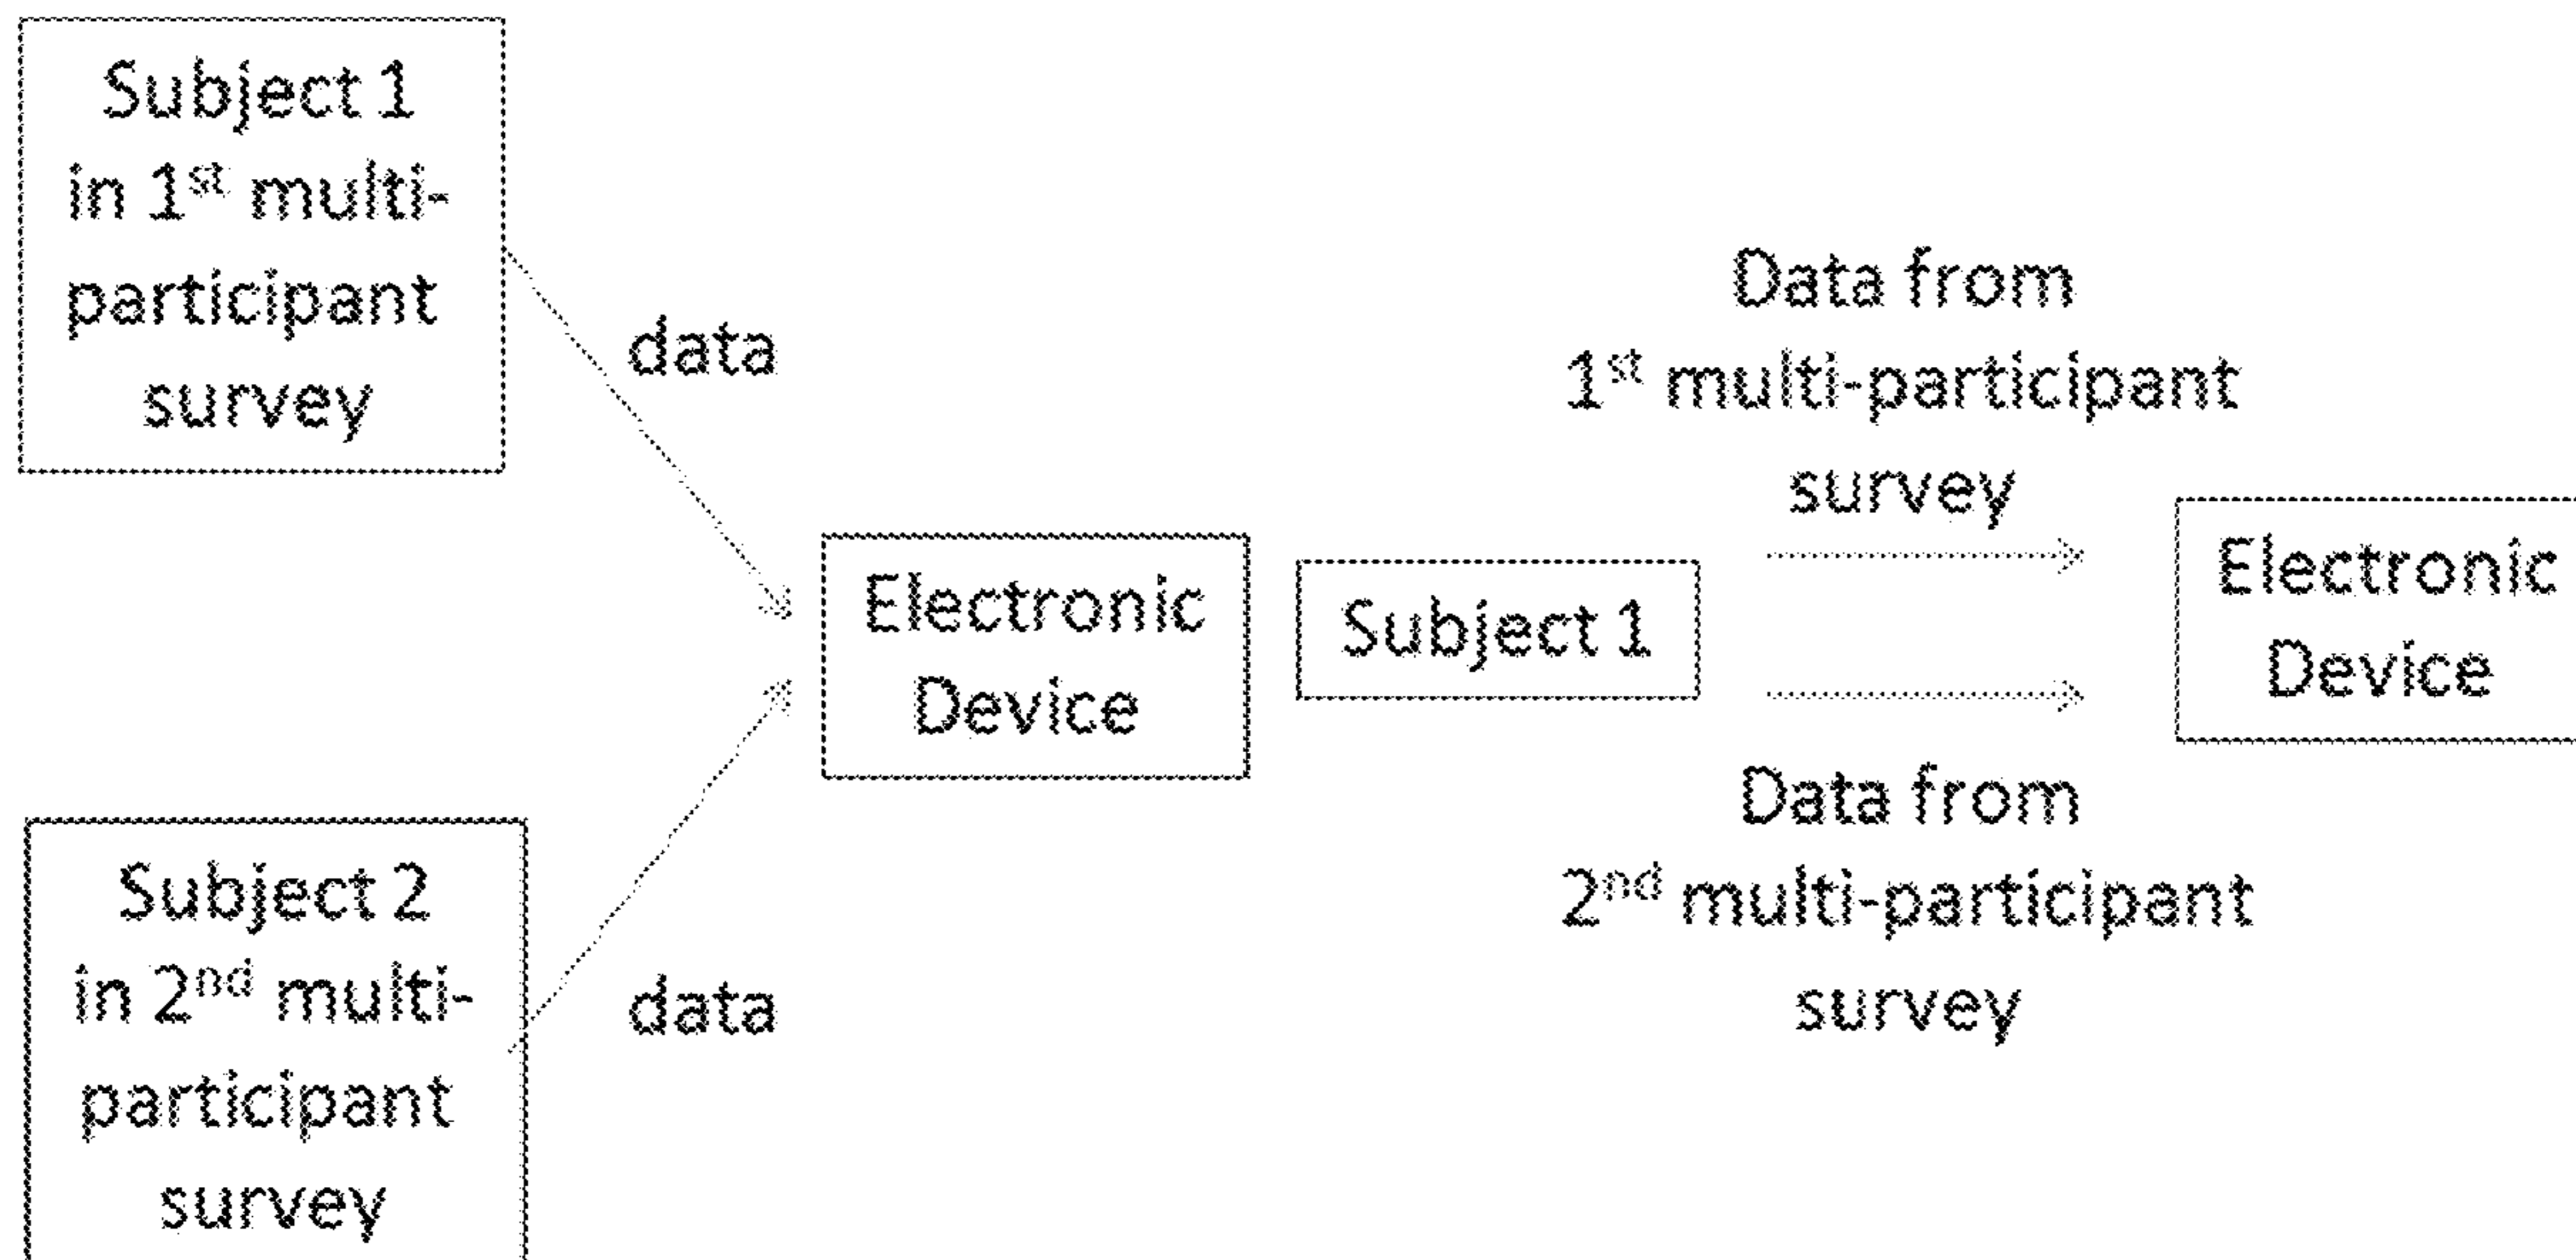 Subject 1
in 1st multi-
participant
survey
data
Electronic
Device
Subject 2
in 2nd multi-
participant
survey
data
Subject 1
Data from
1st multi-participant
survey
Data from
2nd multi-participant
survey
Electronic
Device